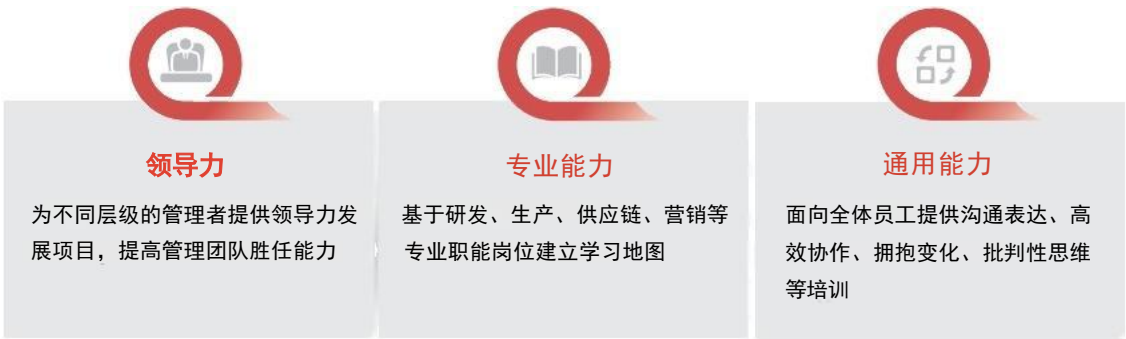 领导力
为不同层级的管理者提供领导力发
展项目，提高管理团队胜任能力
专业能力
基于研发、生产、供应链、营销等
专业职能岗位建立学习地图
通用能力
面向全体员工提供沟通表达、高
效协作、拥抱变化、批判性思维
等培训